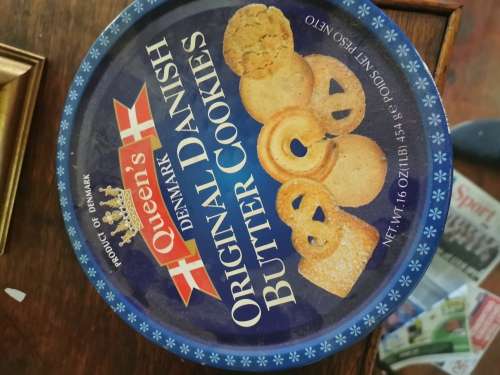 Queen's
DENMARK
ORIGINAL DANISH
BUTTER COOKIES
PRODUCT OF DENMARK
NET.WT. 16 OZ (1LB) 454 g℮ POIDS NET PESO NETO